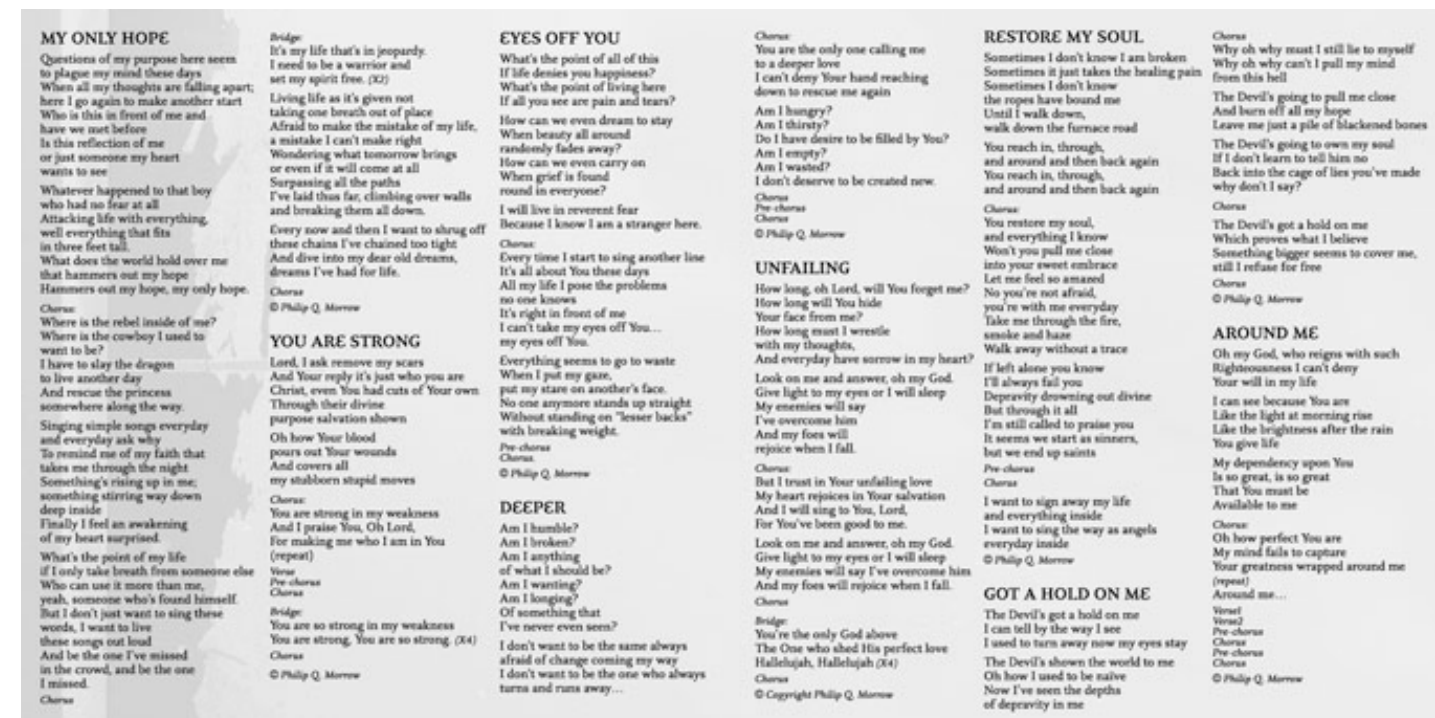 MY ONLY HOPE
Questions of my purpose here seem
to plague my mind these days
When all my thoughts are falling apart;
here I go again to make another start
Who is this in front of me and
have we met before
Is this reflection of me
or just someone my heart
wants to see
Whatever happened to that boy
who had no fear at all
Attacking life with everything,
well everything that fits
in three feet tall.
What does the world hold over me
that hammers out my hope
Hammers out my hope, my only hope.
Chorus:
Where is the rebel inside of me?
Where is the cowboy I used to
want to be?
I have to slay the dragon
to live another day
And rescue the princess
somewhere along the way.
Singing simple songs everyday
and everyday ask why
To remind me of my faith that
takes me through the night
Something's rising up in me;
something stirring way down
deep inside
Finally I feel an awakening
of my heart surprised.
What's the point of my life
if I only take breath from someone else
Who can use it more than me,
yeah, someone who's found himself.
But I don't just want to sing these
words, I want to live
these songs out loud
And be the one I've missed
in the crowd, and be the one
I missed.
Chorus
Bridge:
It's my life that's in jeopardy.
I need to be a warrior and
set my spirit free. (X2)
Living life as it's given not
taking one breath out of place
Afraid to make the mistake of my life,
a mistake I can't make right
Wondering what tomorrow brings
or even if it will come at all
Surpassing all the paths
I've laid thus far, climbing over walls
and breaking them all down.
Every now and then I want to shrug off
these chains I've chained too tight
And dive into my dear old dreams,
dreams I've had for life.
Chorus
© Philip Q. Morrow
YOU ARE STRONG
Lord, I ask remove my scars
And Your reply it's just who you are
Christ, even You had cuts of Your own
Through their divine
purpose salvation shown
Oh how Your blood
pours out Your wounds
And covers all
my stubborn stupid moves
Chorus:
You are strong in my weakness
And I praise You, Oh Lord,
For making me who I am in You
(repeat)
Verse
Pre-chorus
Chorus
Bridge:
You are so strong in my weakness
You are strong, You are so strong. (X4)
Chorus
© Philip Q. Morrow
EYES OFF YOU
What's the point of all of this
If life denies you happiness?
What's the point of living here
If all you see are pain and tears?
How can we even dream to stay
When beauty all around
randomly fades away?
How can we even carry on
When grief is found
round in everyone?
I will live in reverent fear
Because I know I am a stranger here.
Chorus:
Every time I start to sing another line
It's all about You these days
All my life I pose the problems
no one knows
It's right in front of me
I can't take my eyes off You...
my eyes off You.
Everything seems to go to waste
When I put my gaze,
put my stare on another's face.
No one anymore stands up straight
Without standing on "lesser backs"
with breaking weight.
Pre-chorus
Chorus.
© Philip Q. Morrow
DEEPER
Am I humble?
Am I broken?
Am I anything
of what I should be?
Am I wanting?
Am I longing?
Of something that
I've never even seen?
I don't want to be the same always
afraid of change coming my way
I don't want to be the one who always
turns and runs away...
Chorus:
You are the only one calling me
to a deeper love
I can't deny Your hand reaching
down to rescue me again
Am I hungry?
Am I thirsty?
Do I have desire to be filled by You?
Am I empty?
Am I wasted?
I don't deserve to be created new.
Chorus
Pre-chorus
Chorus
© Philip Q. Morrow
UNFAILING
How long, oh Lord, will You forget me?
How long will You hide
Your face from me?
How long must I wrestle
with my thoughts,
And everyday have sorrow in my heart?
Look on me and answer, oh my God.
Give light to my eyes or I will sleep
My enemies will say
I've overcome him
And my foes will
rejoice when I fall.
Chorus:
But I trust in Your unfailing love
My heart rejoices in Your salvation
And I will sing to You, Lord,
For You've been good to me.
Look on me and answer, oh my God.
Give light to my eyes or I will sleep
My enemies will say I've overcome him
And my foes will rejoice when I fall.
Chorus
Bridge:
You're the only God above
The One who shed His perfect love
Hallelujah, Hallelujah (X4)
Chorus
© Copyright Philip Q. Morrow
RESTORE MY SOUL
Sometimes I don't know I am broken
Sometimes it just takes the healing pain
Sometimes I don't know
the ropes have bound me
Until I walk down,
walk down the furnace road
You reach in, through,
and around and then back again
You reach in, through,
and around and then back again
Chorus:
You restore my soul,
and everything I know
Won't you pull me close
into your sweet embrace
Let me feel so amazed
No you're not afraid,
you're with me everyday
Take me through the fire,
smoke and haze
Walk away without a trace
If left alone you know
I'll always fail you
Depravity drowning out divine
But through it all
I'm still called to praise you
It seems we start as sinners,
but we end up saints
Pre-chorus
Chorus
I want to sign away my life
and everything inside
I want to sing the way as angels
everyday inside
© Philip Q. Morrow
GOT A HOLD ON ME
The Devil's got a hold on me
I can tell by the way I see
I used to turn away now my eyes stay
The Devil's shown the world to me
Oh how I used to be naïve
Now I've seen the depths
of depravity in me
Chorus
Why oh why must I still lie to myself
Why oh why can't I pull my mind
from this hell
The Devil's going to pull me close
And burn off all my hope
Leave me just a pile of blackened bones
The Devil's going to own my soul
If I don't learn to tell him no
Back into the cage of lies you've made
why don't I say?
Chorus
The Devil's got a hold on me
Which proves what I believe
Something bigger seems to cover me,
still I refuse for free
Chorus
© Philip Q. Morrow
AROUND ME
Oh my God, who reigns with such
Righteousness I can't deny
Your will in my life
I can see because You are
Like the light at morning rise
Like the brightness after the rain
You give life
My dependency upon You
Is so great, is so great
That You must be
Available to me
Chorus:
Oh how perfect You are
My mind fails to capture
Your greatness wrapped around me
(repeat)
Around me...
Verse1
Verse2
Pre-chorus
Chorus
Pre-chorus
Chorus
© Philip Q. Morrow